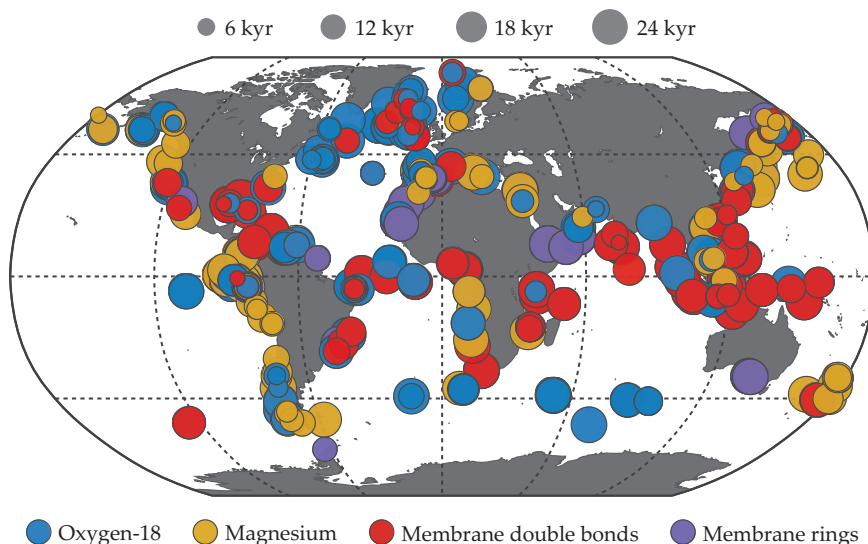 6 kyr 12 kyr 18 kyr 24 kyr
Oxygen-18 Magnesium Membrane double bonds Membrane rings